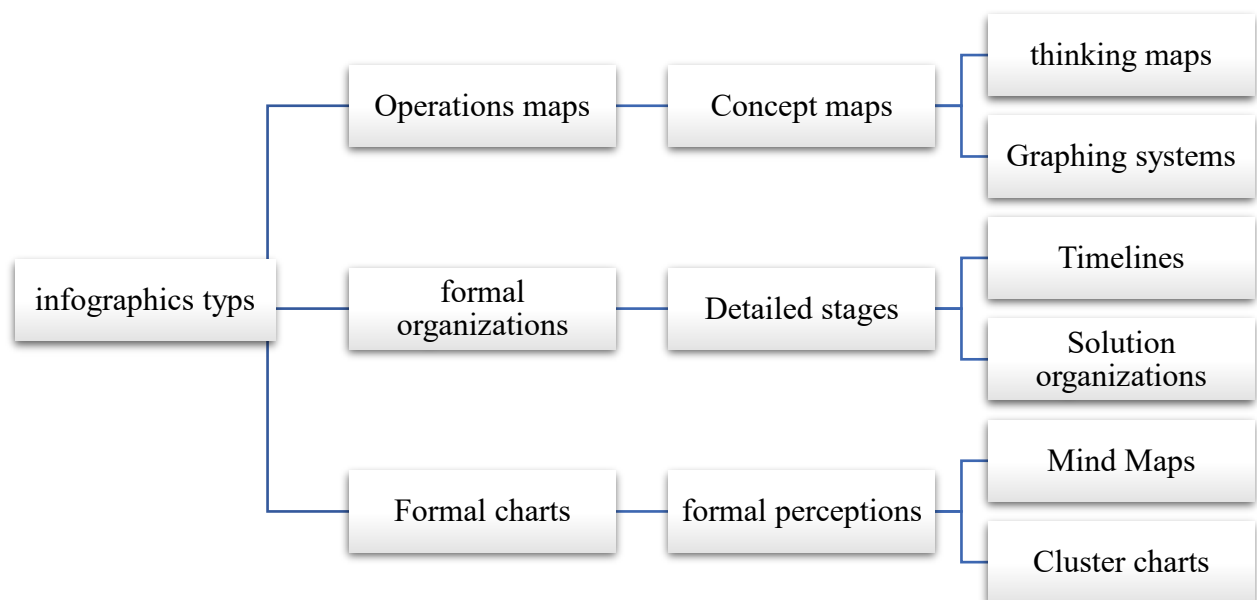 thinking maps
Operations maps
Concept maps
Graphing systems
Timelines
infographics typs
formal
organizations
Detailed stages
Solution
organizations
Mind Maps
Formal charts
formal perceptions
Cluster charts